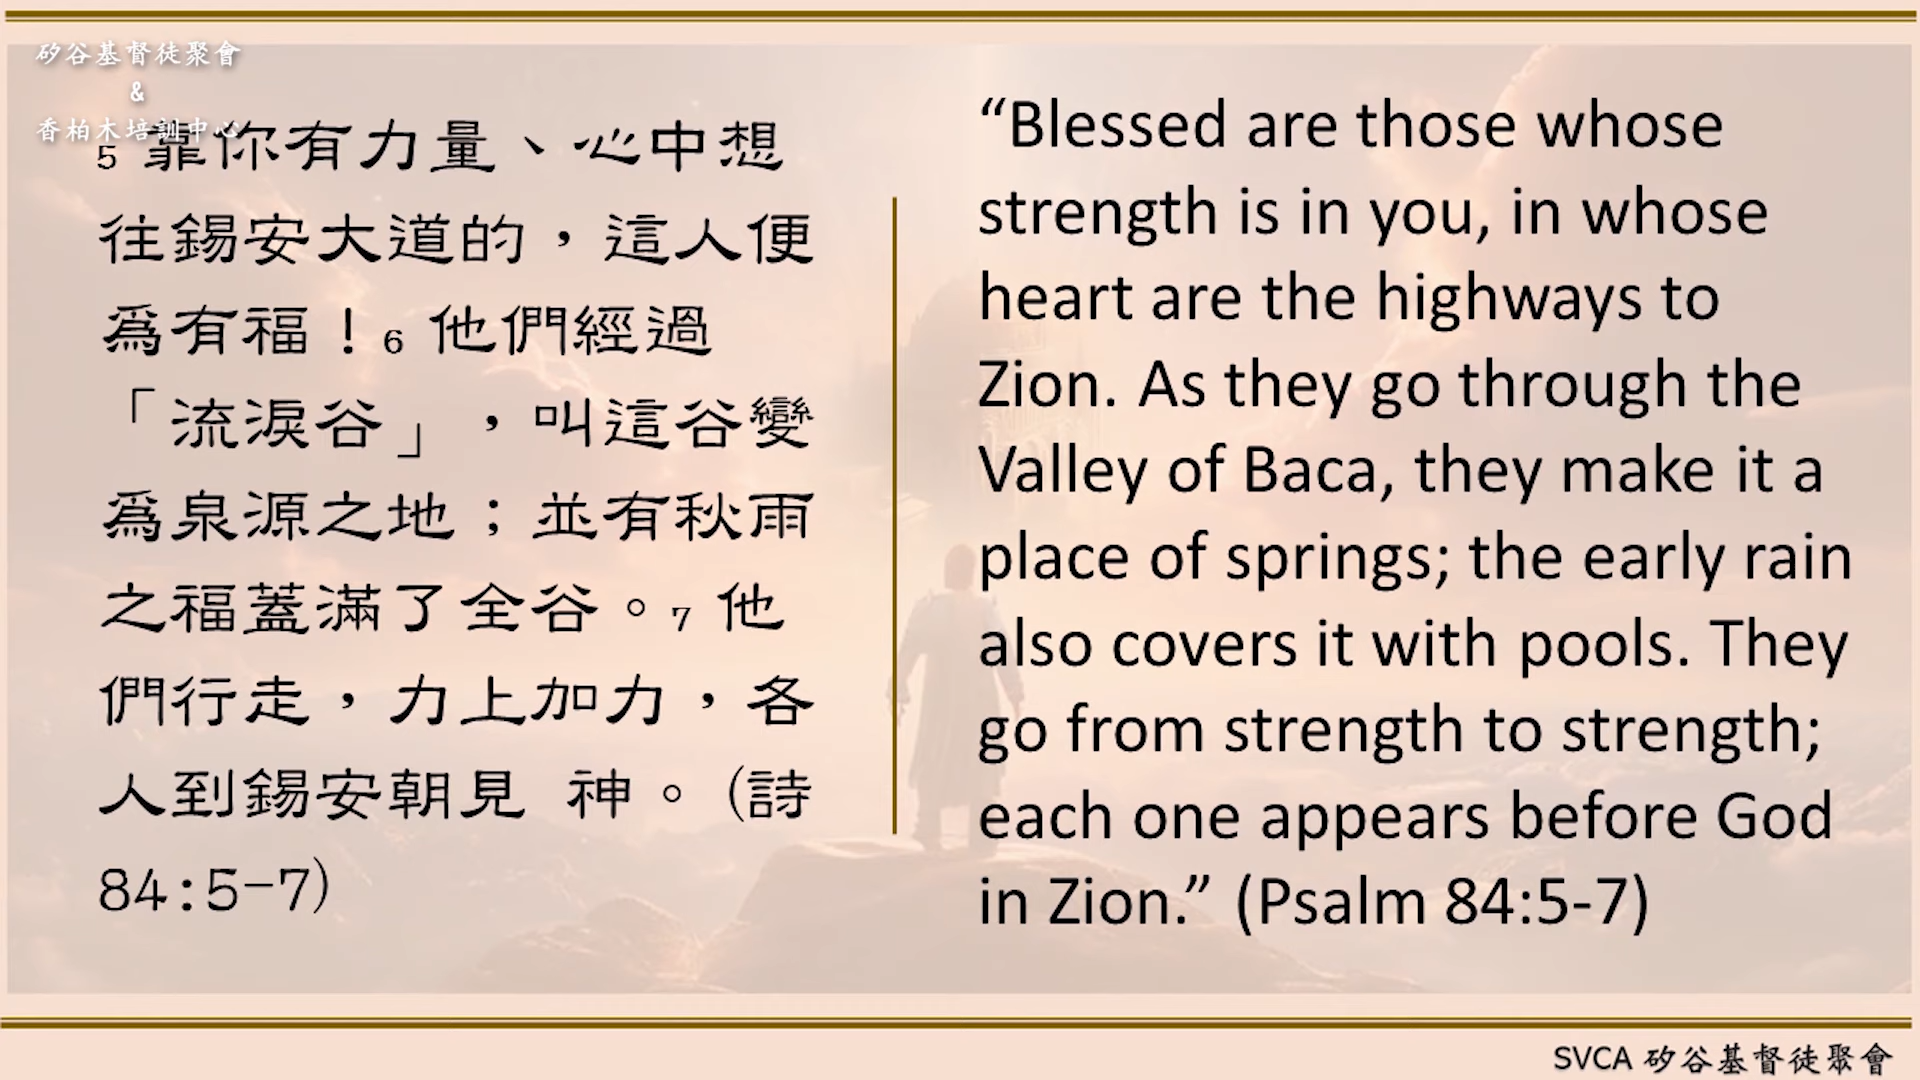 矽谷基督徒聚會
&
香柏木培訓中心
5 靠你有力量、心中想
往錫安大道的，這人便
為有福！6 他們經過
「流淚谷」，叫這谷變
為泉源之地；並有秋雨
之福蓋滿了全谷。7 他
們行走，力上加力，各
人到錫安朝見 神。(詩
84:5-7)
“Blessed are those whose
strength is in you, in whose
heart are the highways to
Zion. As they go through the
Valley of Baca, they make it a
place of springs; the early rain
also covers it with pools. They
go from strength to strength;
each one appears before God
in Zion.” (Psalm 84:5-7)
SVCA 矽谷基督徒聚會